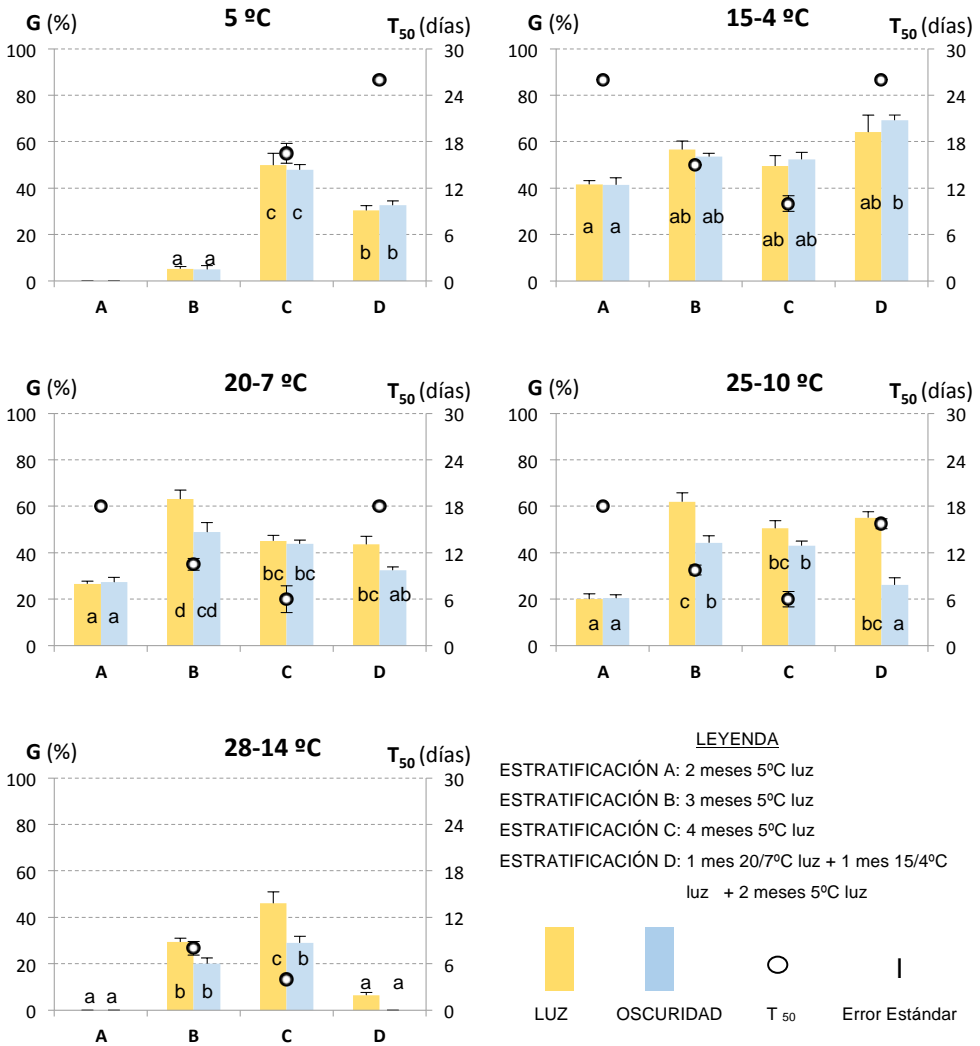 5 ºC
G (%)
T50 (días)
100
80
60
40
20
0
30
24
18
12
6
0
a a
c c
b b
A B C D
15-4 ºC
G (%)
T50 (días)
100
80
60
40
20
0
30
24
18
12
6
0
a a
ab ab
ab ab
ab b
A B C D
20-7 ºC
G (%)
T50 (días)
100
80
60
40
20
0
30
24
18
12
6
0
a a
d cd
bc bc
bc ab
A B C D
25-10 ºC
G (%)
T50 (días)
100
80
60
40
20
0
30
24
18
12
6
0
a a
c b
bc b
bc a
A B C D
28-14 ºC
G (%)
T50 (días)
100
80
60
40
20
0
30
24
18
12
6
0
a a
b b
c b
a a
A B C D
LEYENDA
ESTRATIFICACIÓN A: 2 meses 5ºC luz
ESTRATIFICACIÓN B: 3 meses 5ºC luz
ESTRATIFICACIÓN C: 4 meses 5ºC luz
ESTRATIFICACIÓN D: 1 mes 20/7ºC luz + 1 mes 15/4ºC
luz + 2 meses 5ºC luz
LUZ OSCURIDAD T 50 Error Estándar